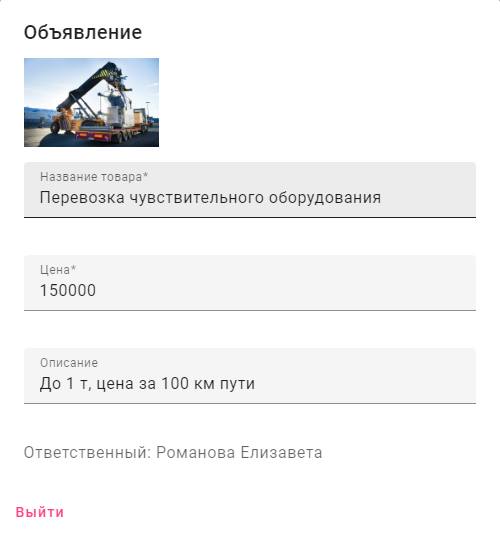 Объявление
Название товара*
Перевозка чувствительного оборудования
Цена*
150000
Описание
До 1 т, цена за 100 км пути
Ответственный: Романова Елизавета
Выйти